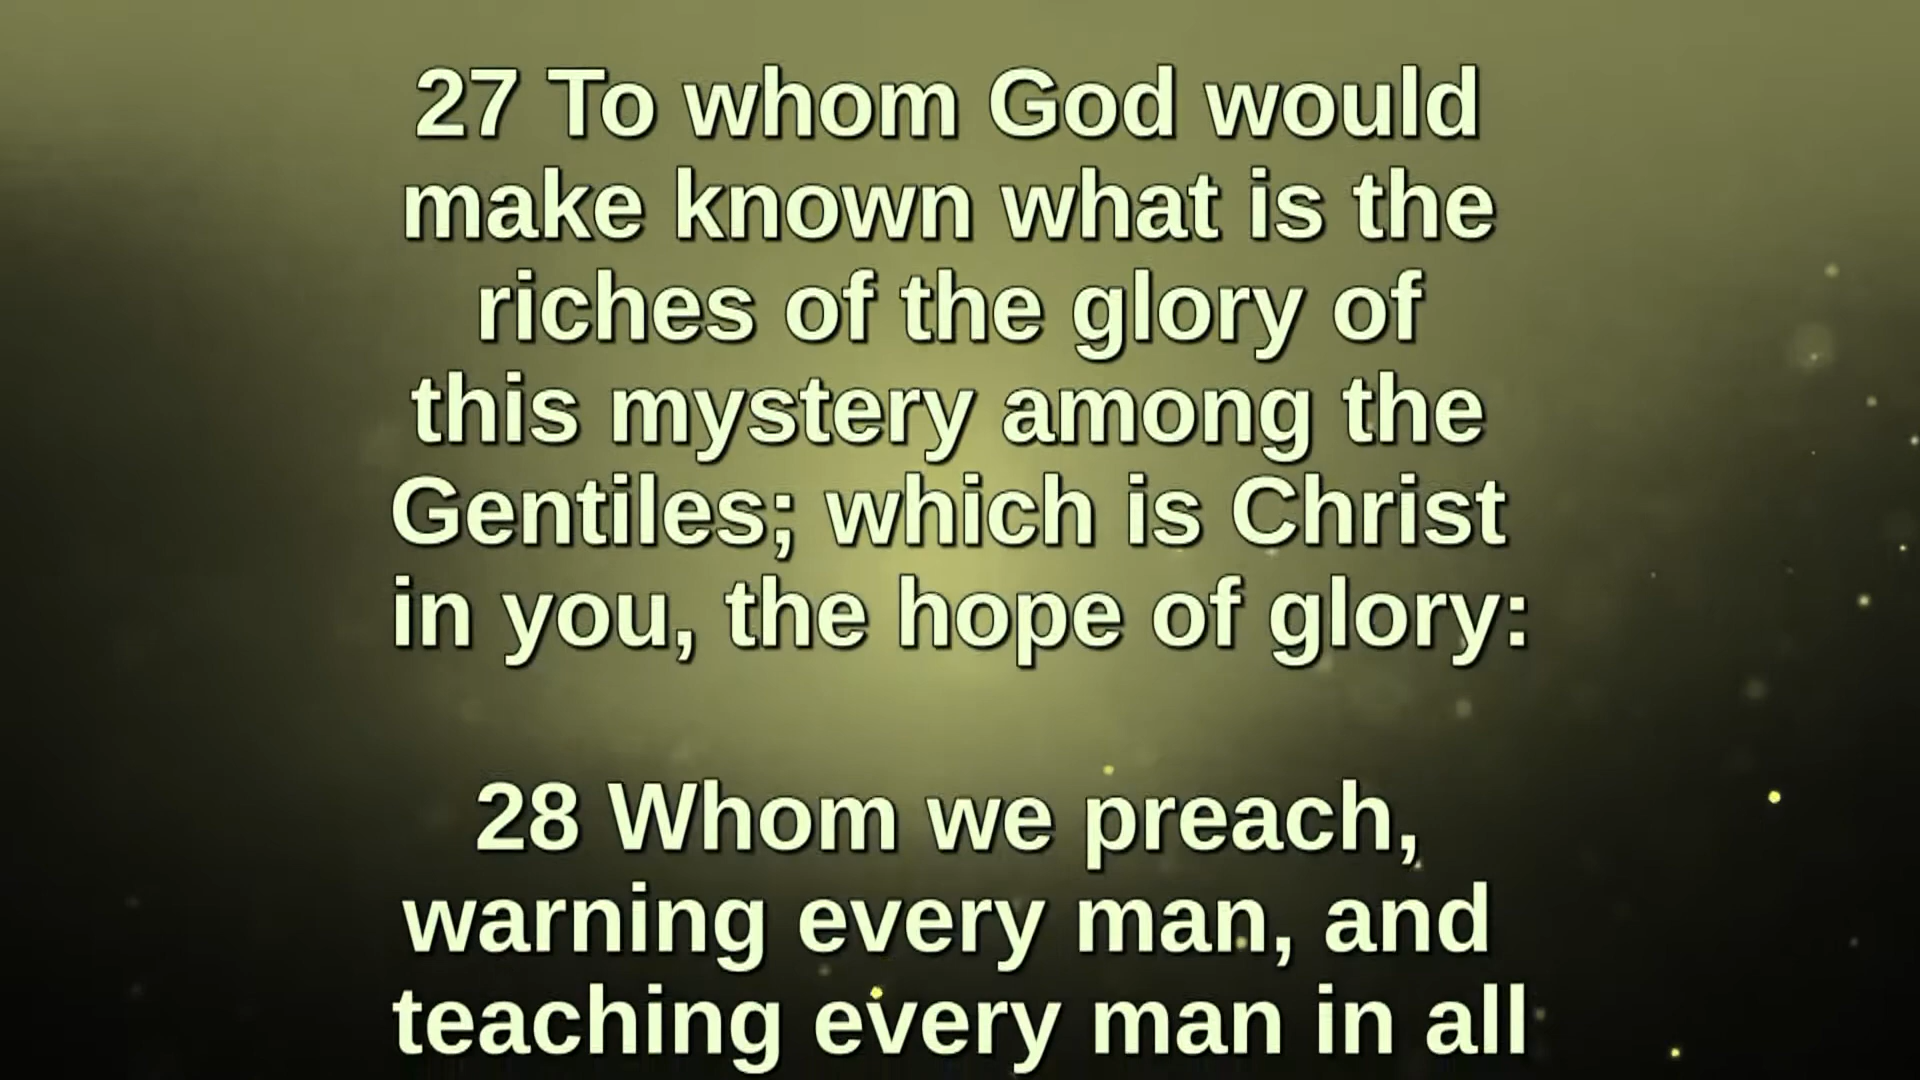 27 To whom God would
make known what is the
riches of the glory of
this mystery among the
Gentiles; which is Christ
in you, the hope of glory:
28 Whom we preach,
warning every man, and
teaching every man in all